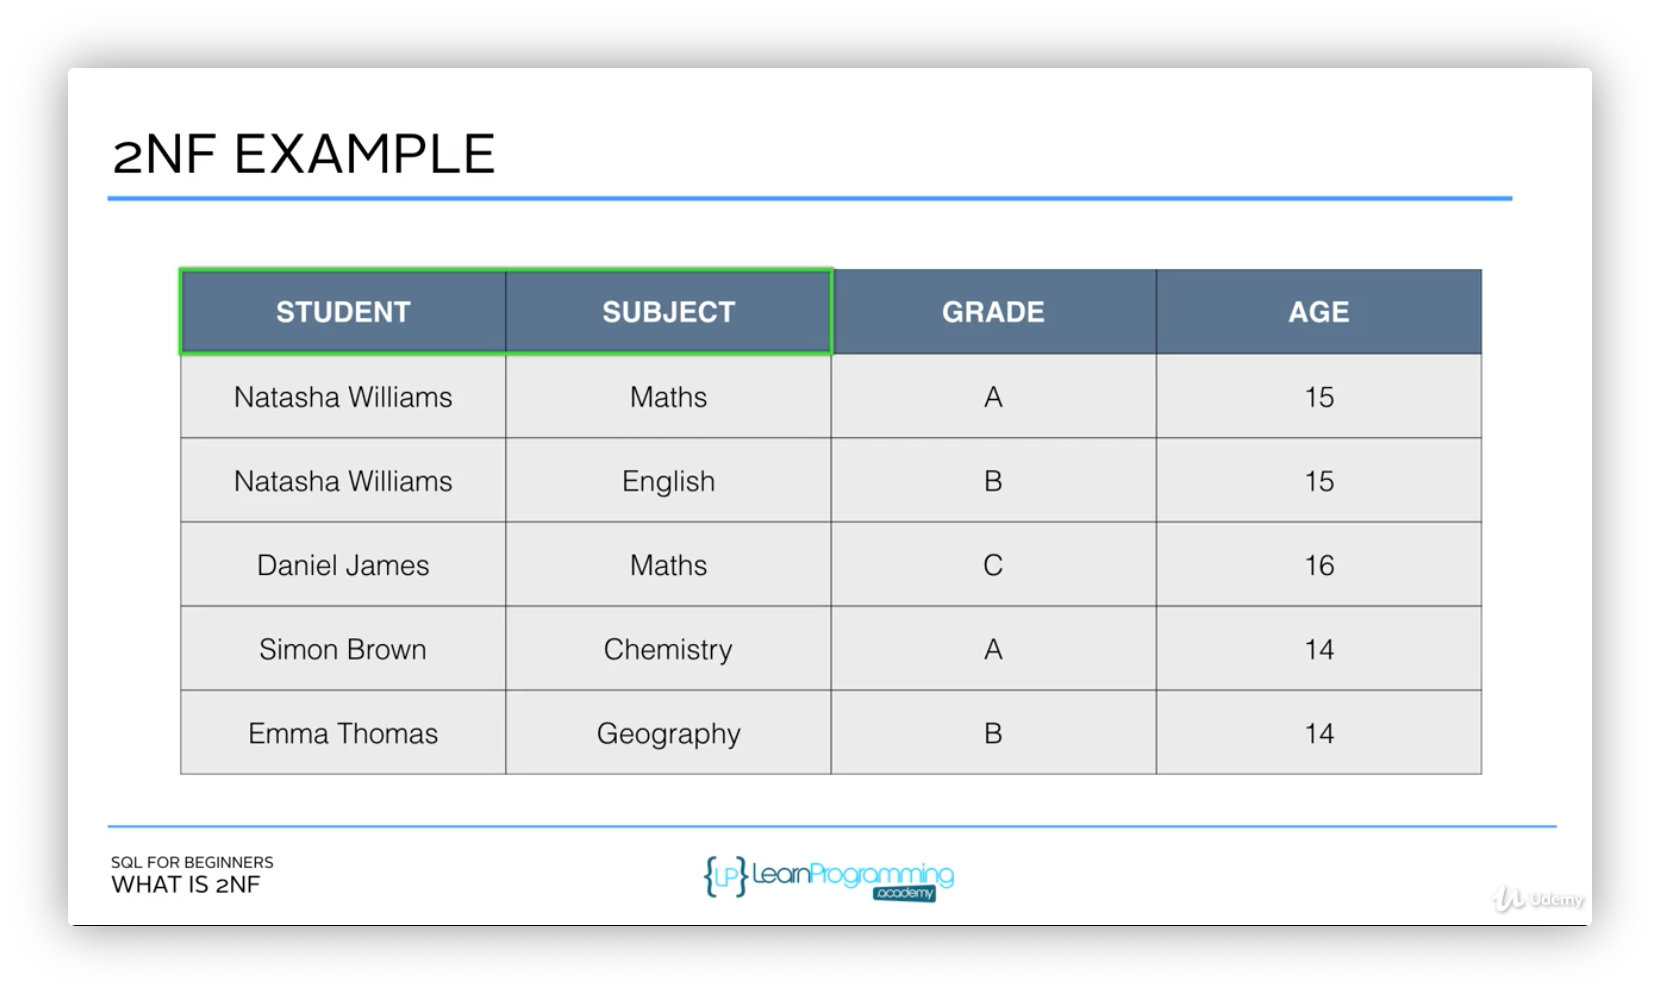 2NF EXAMPLE
STUDENT SUBJECT GRADE AGE
Natasha Williams Maths A 15
Natasha Williams English B 15
Daniel James Maths C 16
Simon Brown Chemistry A 14
Emma Thomas Geography B 14
SQL FOR BEGINNERS
WHAT IS 2NF
{LP} LearnProgramming
.academy
Udemy